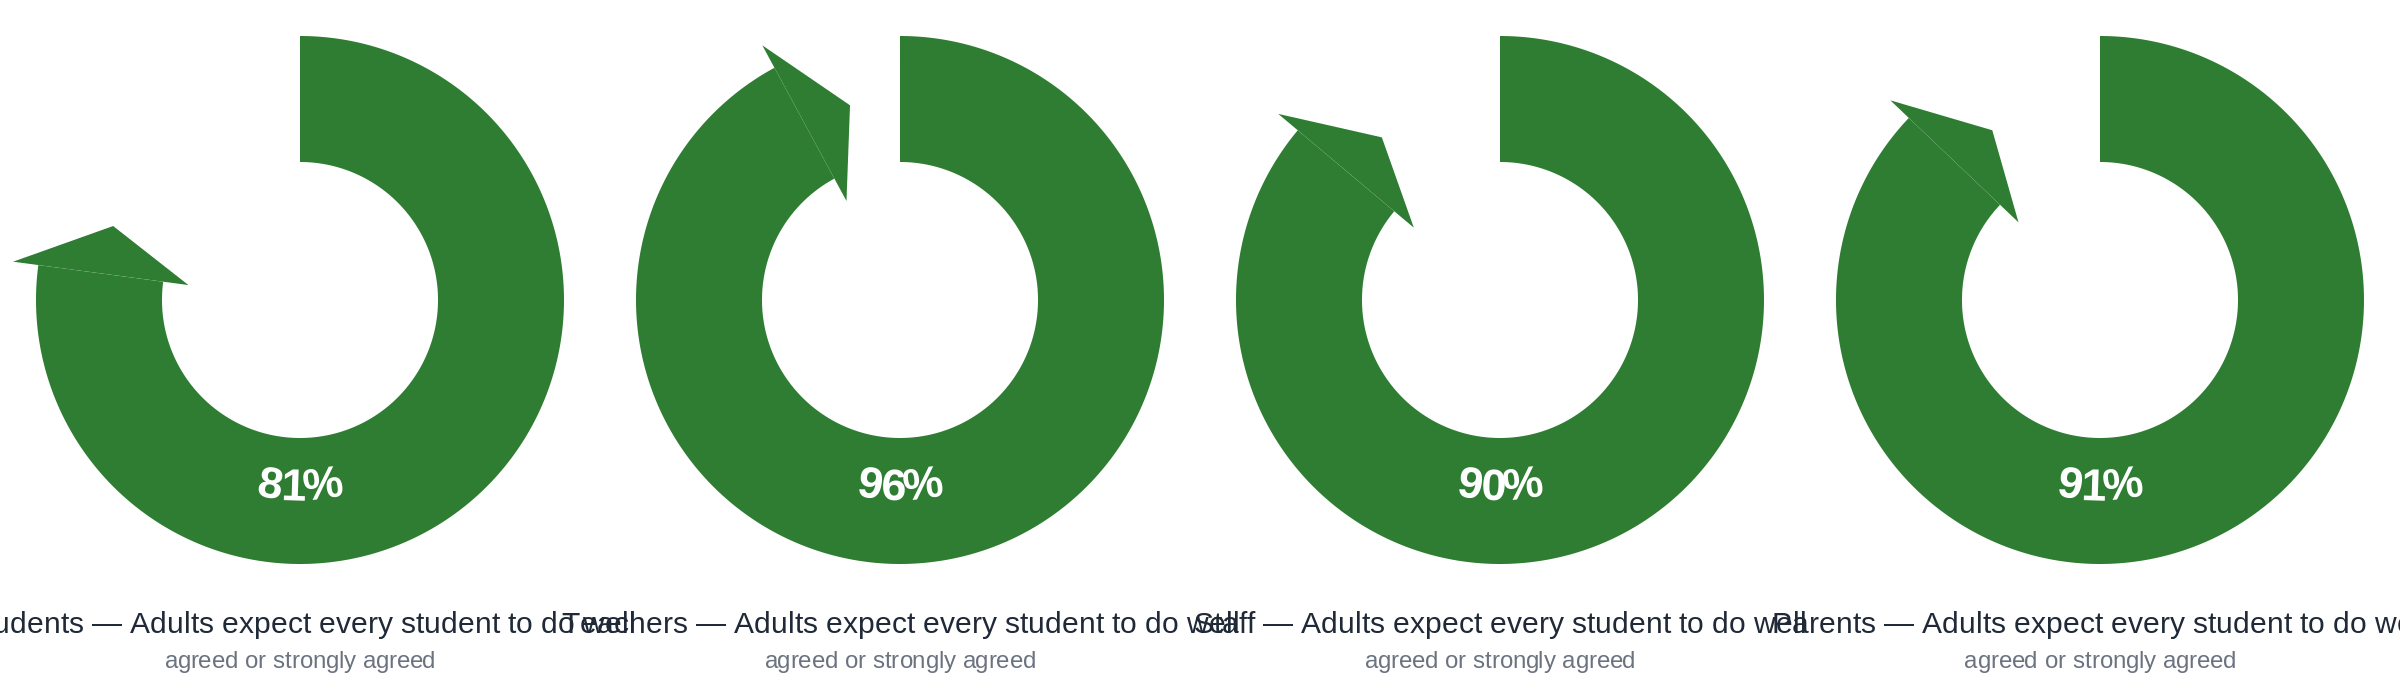 81%
96%
90%
91%
udents — Adults expect every student to do well
Teachers — Adults expect every student to do well
Staff — Adults expect every student to do well
Parents — Adults expect every student to do we
agreed or strongly agreed
agreed or strongly agreed
agreed or strongly agreed
agreed or strongly agreed